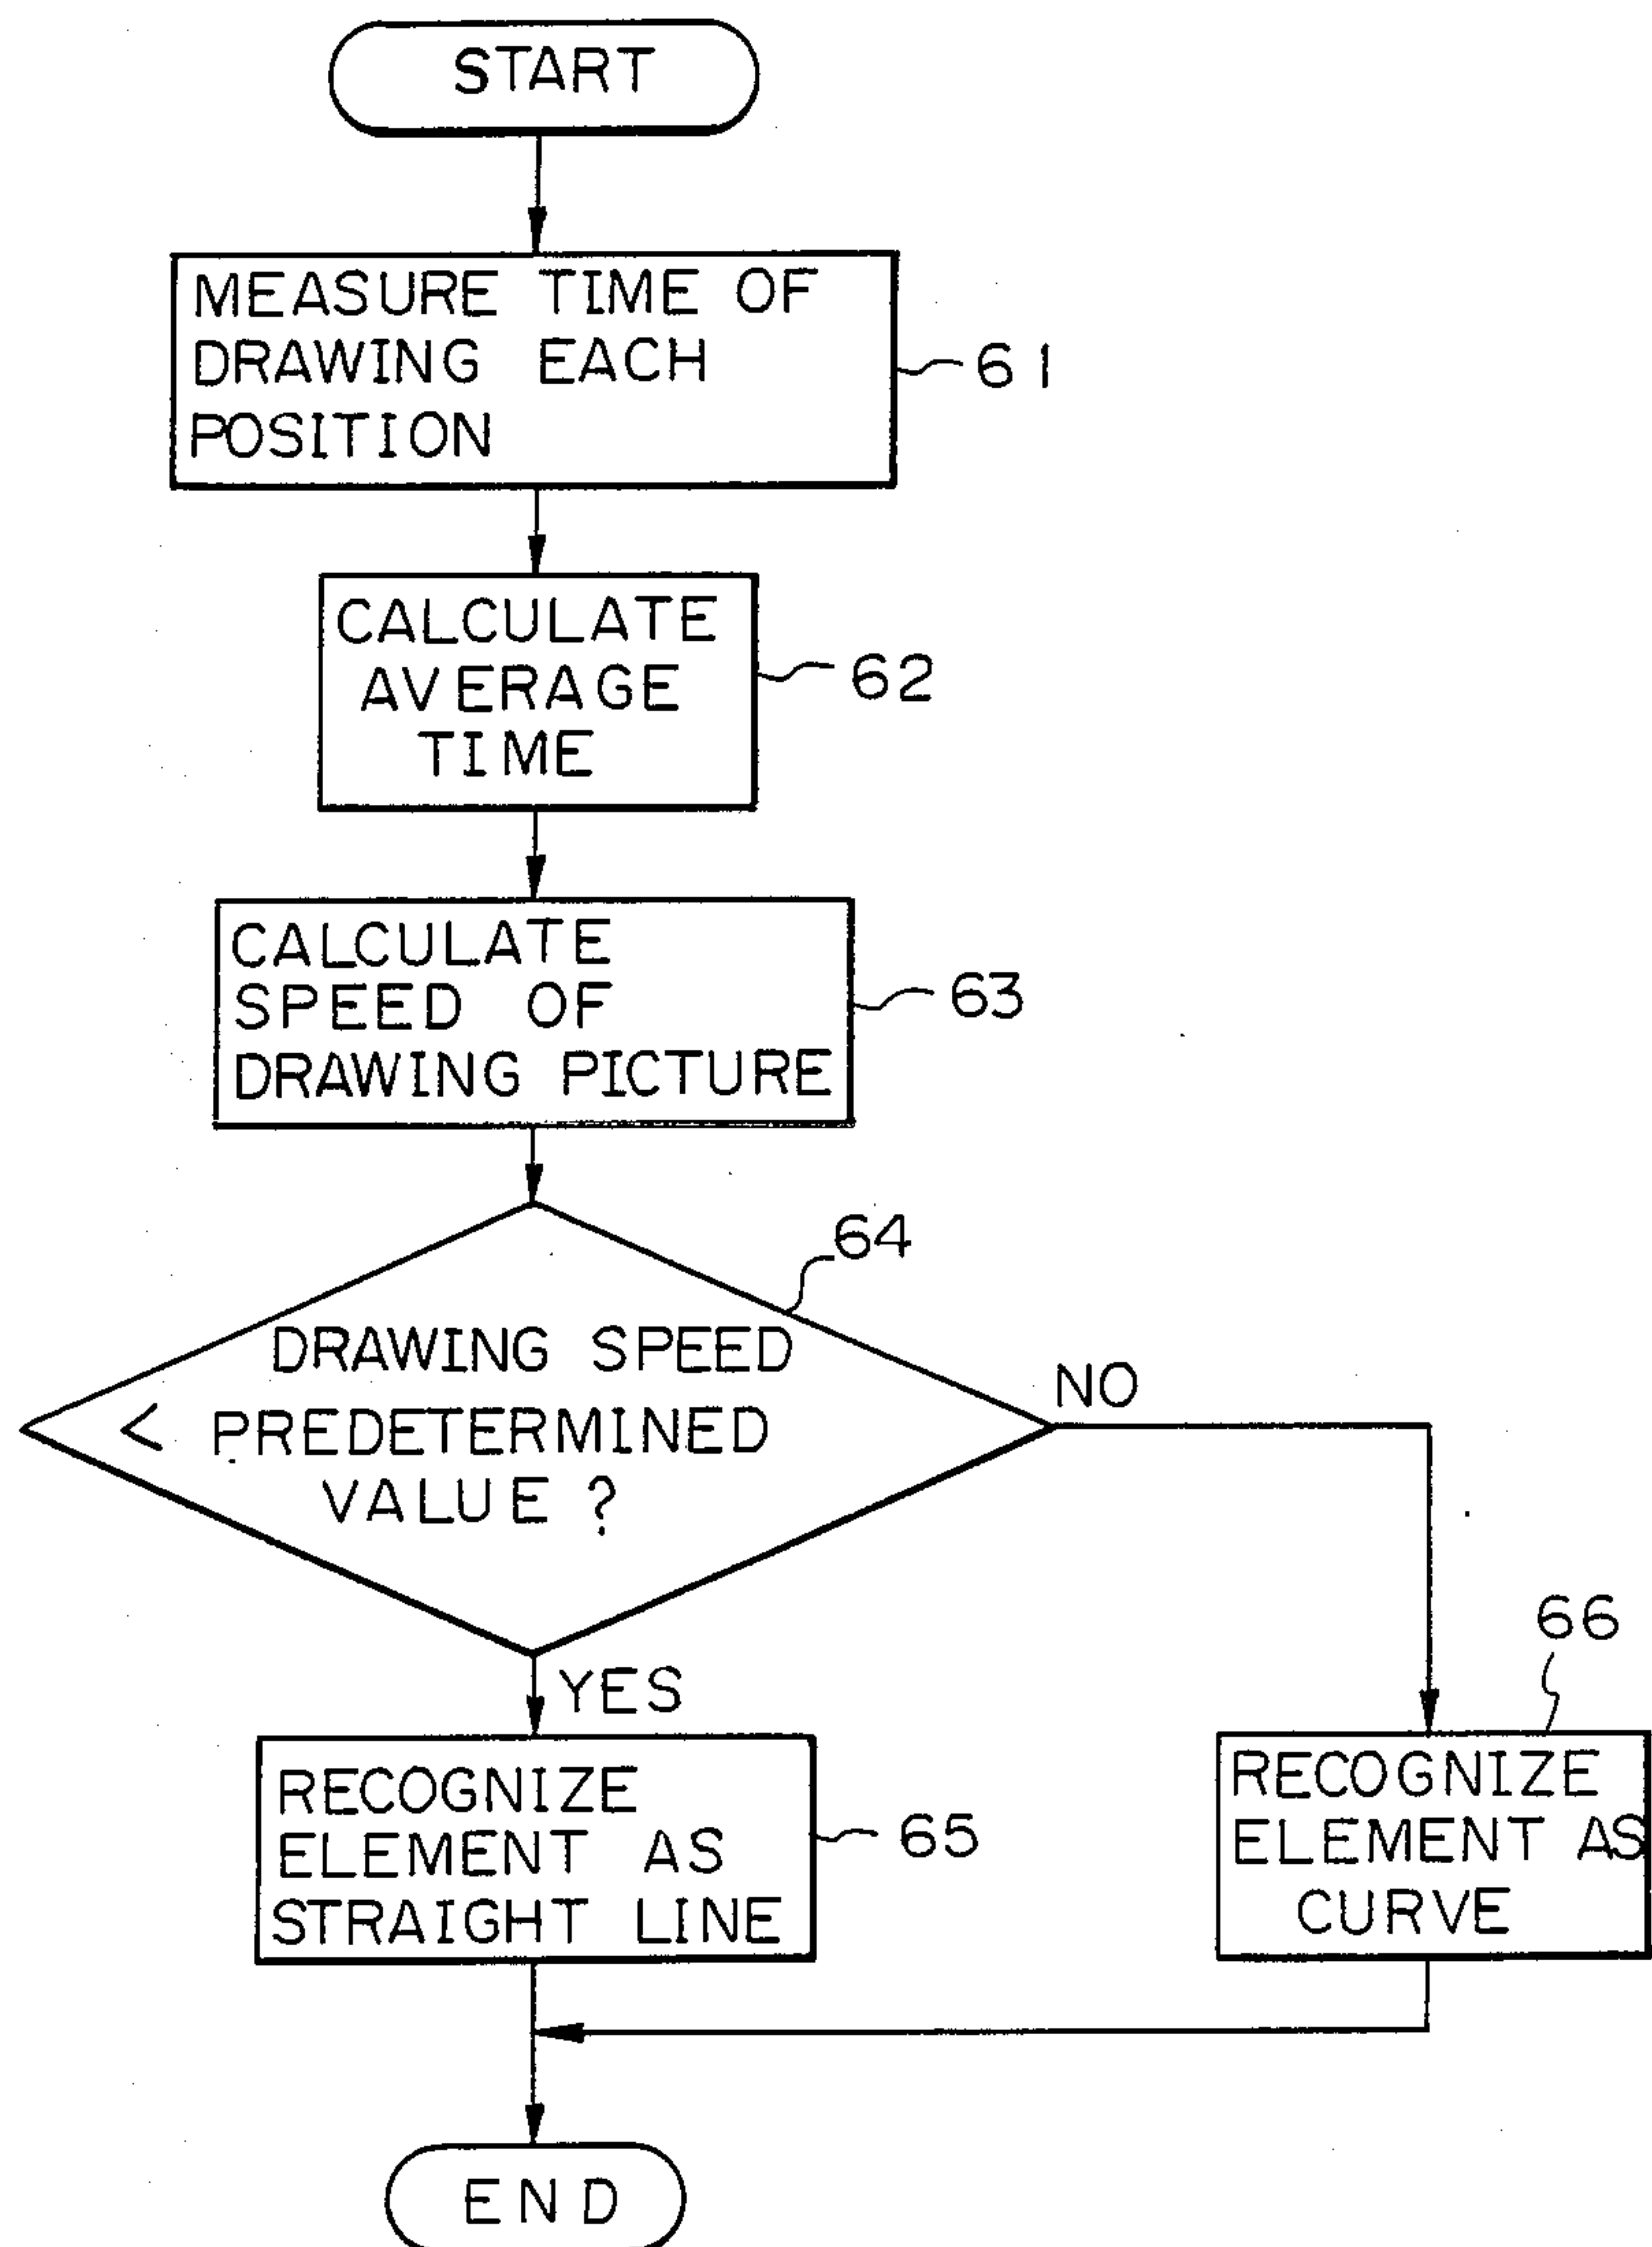 START
MEASURE TIME OF
DRAWING EACH
POSITION
61
CALCULATE
AVERAGE
TIME
62
CALCULATE
SPEED OF
DRAWING PICTURE
63
64
DRAWING SPEED
< PREDETERMINED
VALUE ?
NO
YES
RECOGNIZE
ELEMENT AS
STRAIGHT LINE
65
66
RECOGNIZE
ELEMENT AS
CURVE
END